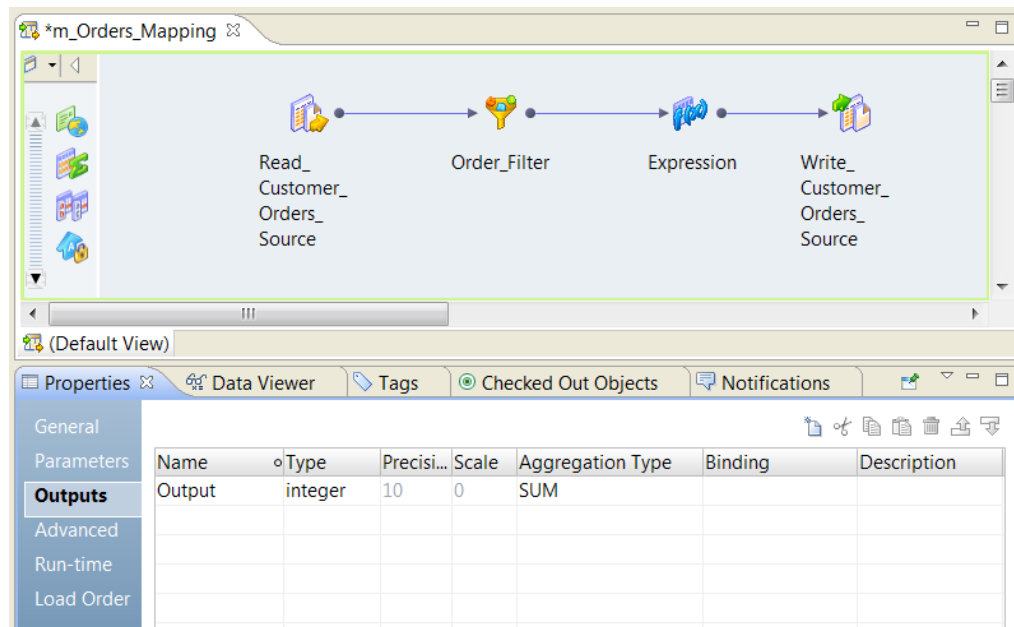 *m_Orders_Mapping
Read_ Order_Filter Expression Write_
Customer_ Customer_
Orders_ Orders_
Source Source
(Default View)
Properties Data Viewer Tags Checked Out Objects Notifications
General
Parameters
Outputs
Advanced
Run-time
Load Order
Name Type Precisi... Scale Aggregation Type Binding Description
Output integer 10 0 SUM